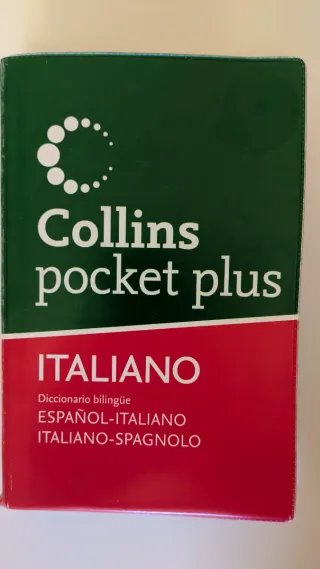 Collins
pocket plus
ITALIANO
Diccionario bilingüe
ESPAÑOL-ITALIANO
ITALIANO-SPAGNOLO